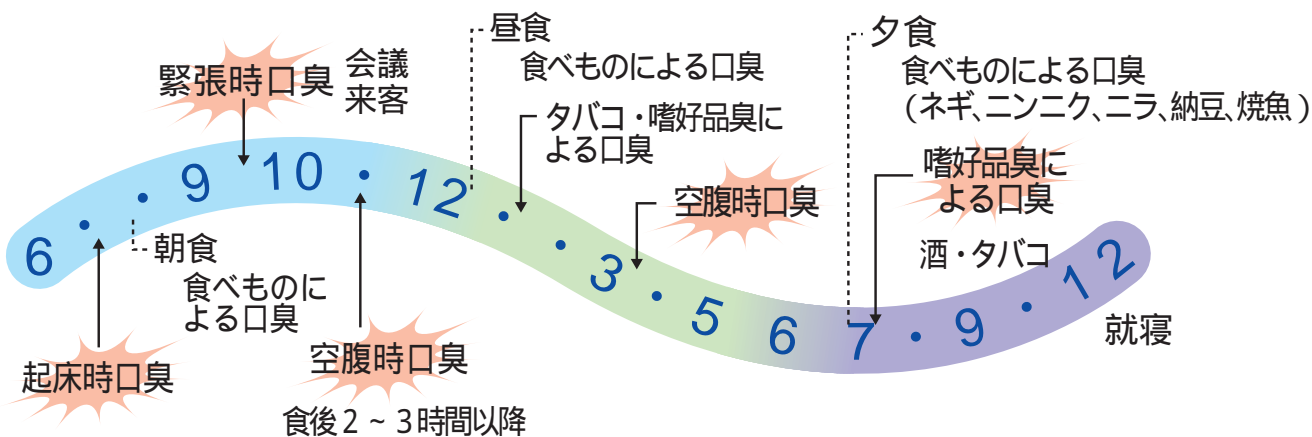 緊張時口臭
会議
来客
昼食
食べものによる口臭
タバコ・嗜好品臭に
よる口臭
夕食
食べものによる口臭
（ネギ、ニンニク、ニラ、納豆、焼魚）
嗜好品臭に
よる口臭
空腹時口臭
酒・タバコ
6・・9 10・12・・3・5 6 7・9・12
朝食
食べものに
よる口臭
起床時口臭
空腹時口臭
食後2～3時間以降
就寝